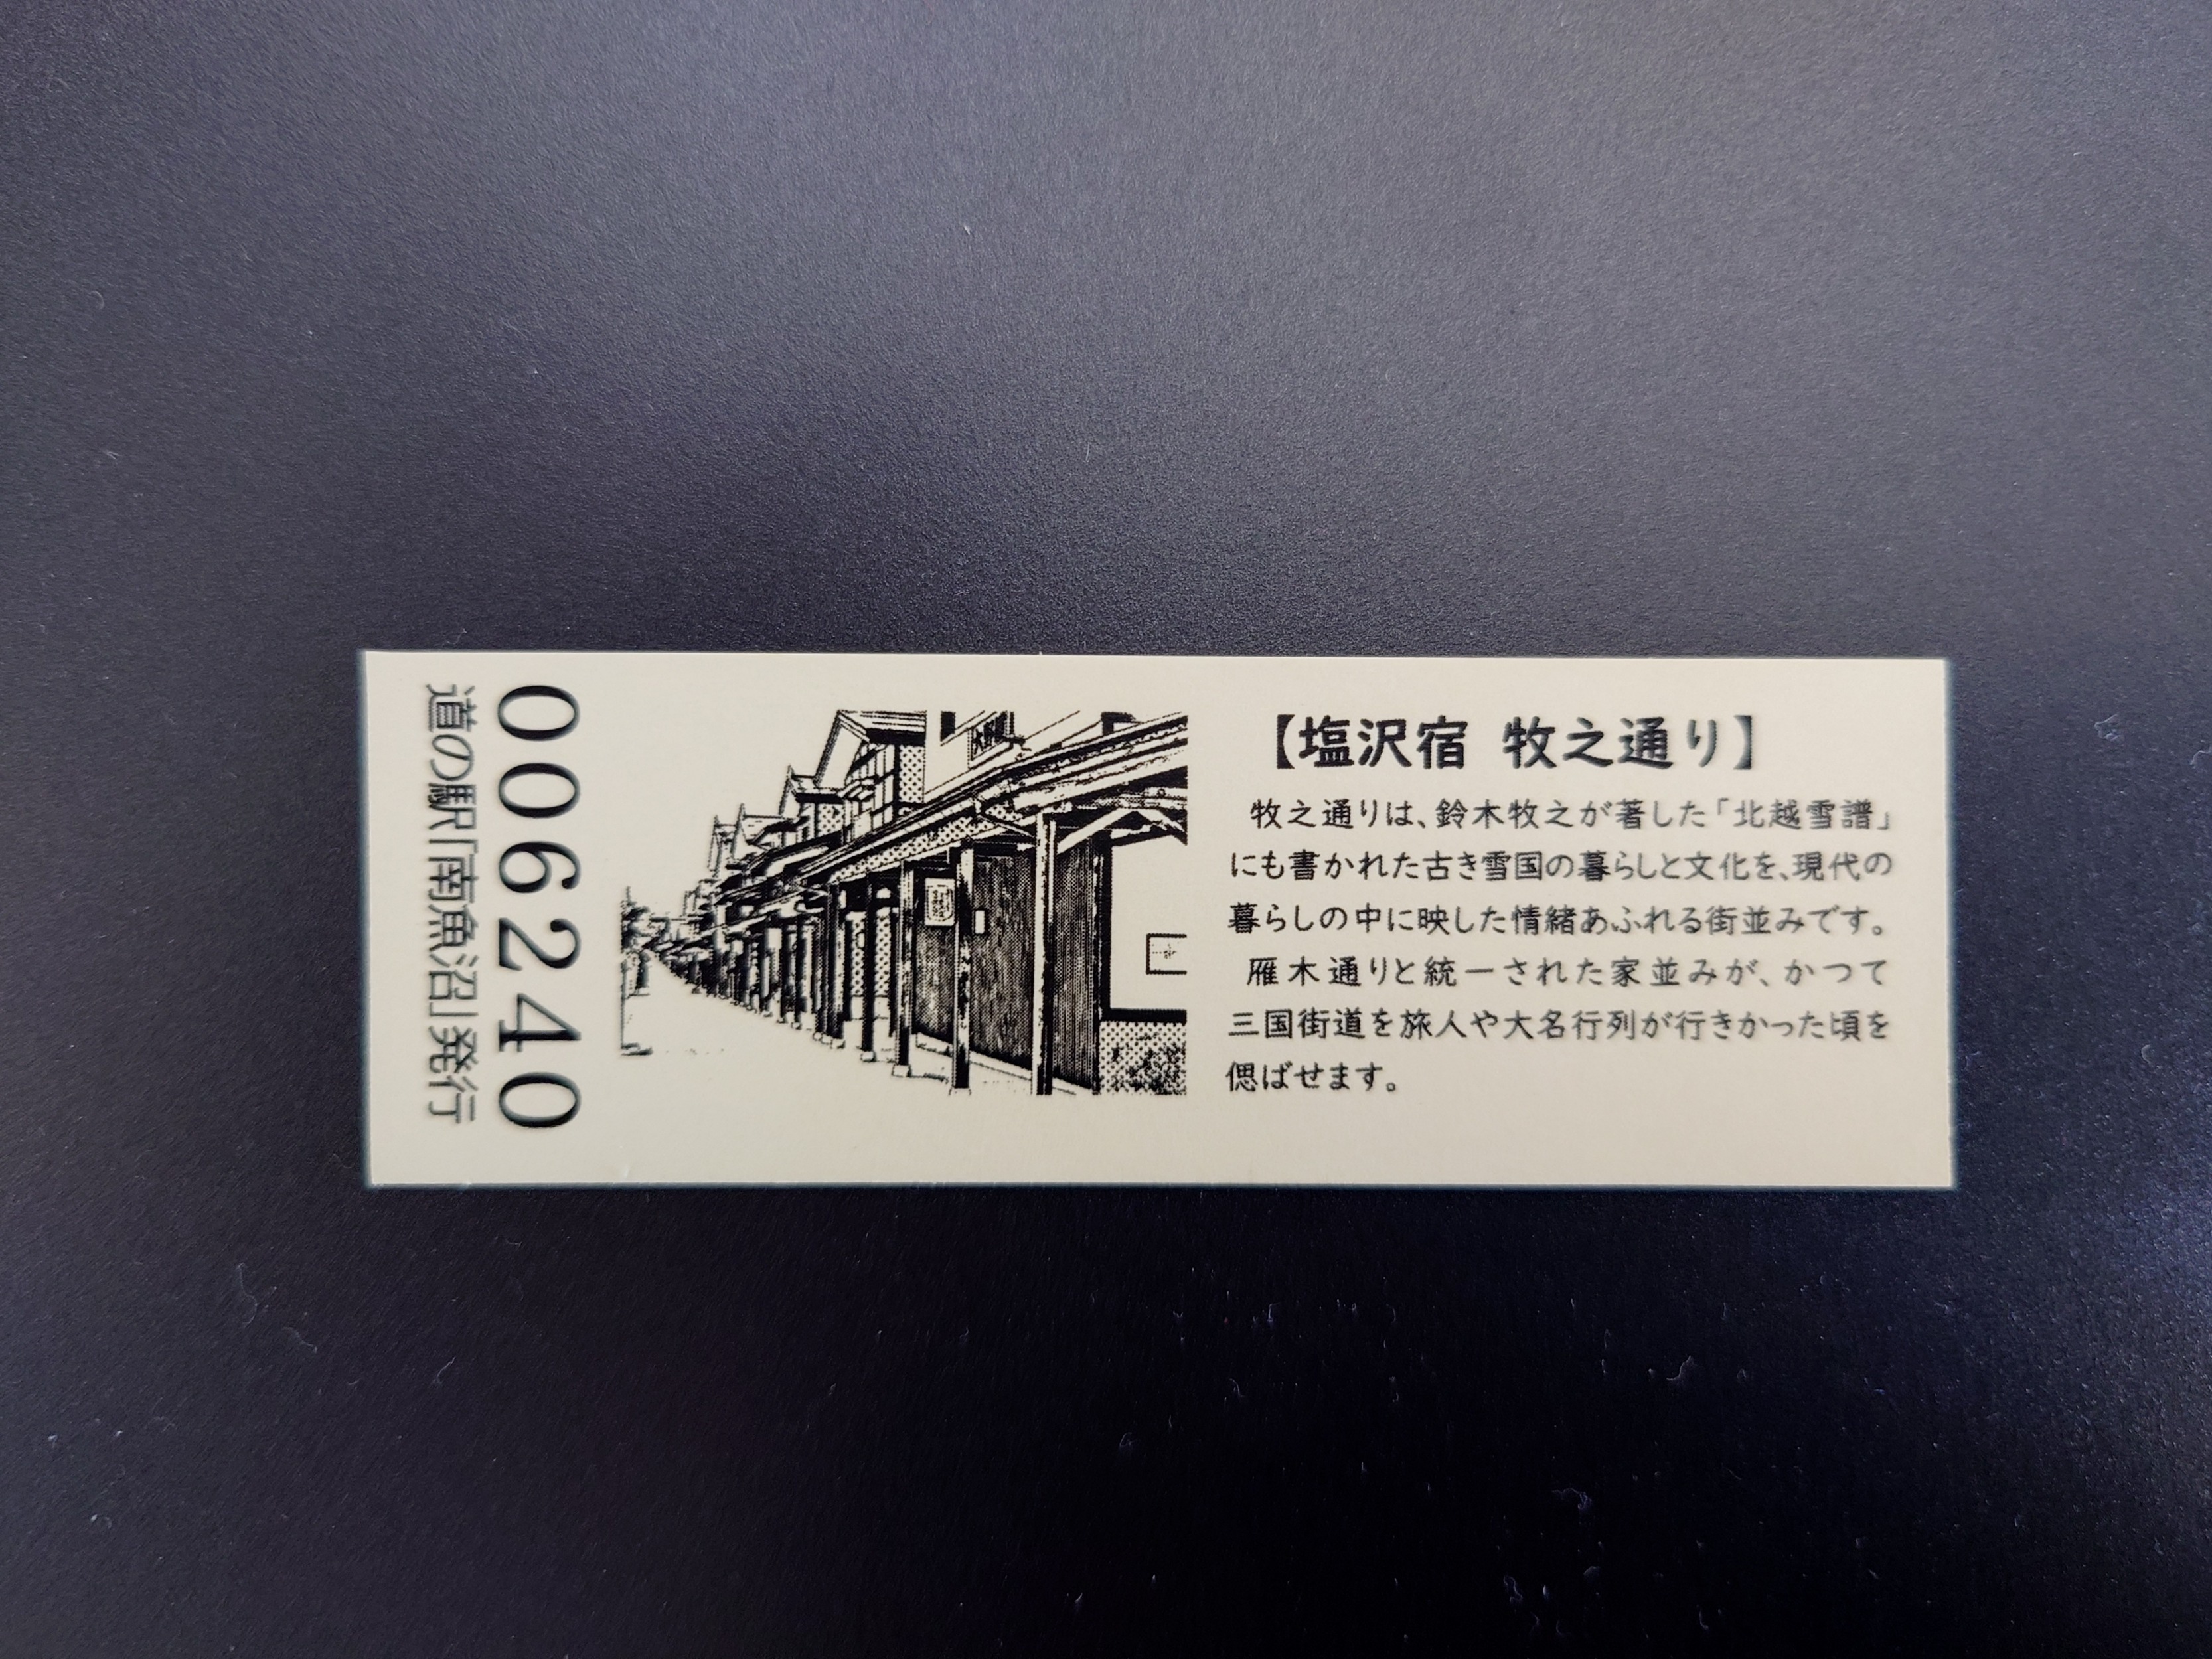 道の駅「南魚沼」発行
006240
【塩沢宿 牧之通り】
牧之通りは、鈴木牧之が著した「北越雪譜」
にも書かれた古き雪国の暮らしと文化を、現代の
暮らしの中に映した情緒あふれる街並みです。
雁木通りと統一された家並みが、かつて
三国街道を旅人や大名行列が行きかった頃を
偲ばせます。